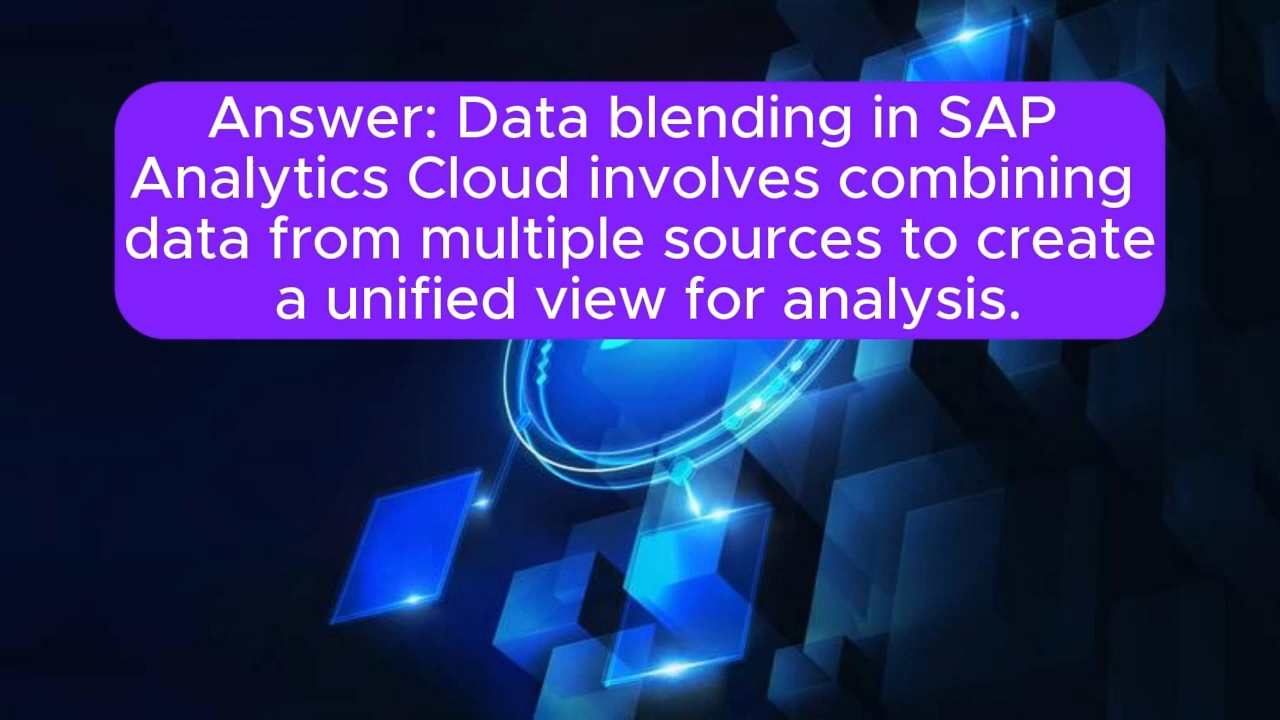 Answer: Data blending in SAP
Analytics Cloud involves combining
data from multiple sources to create
a unified view for analysis.